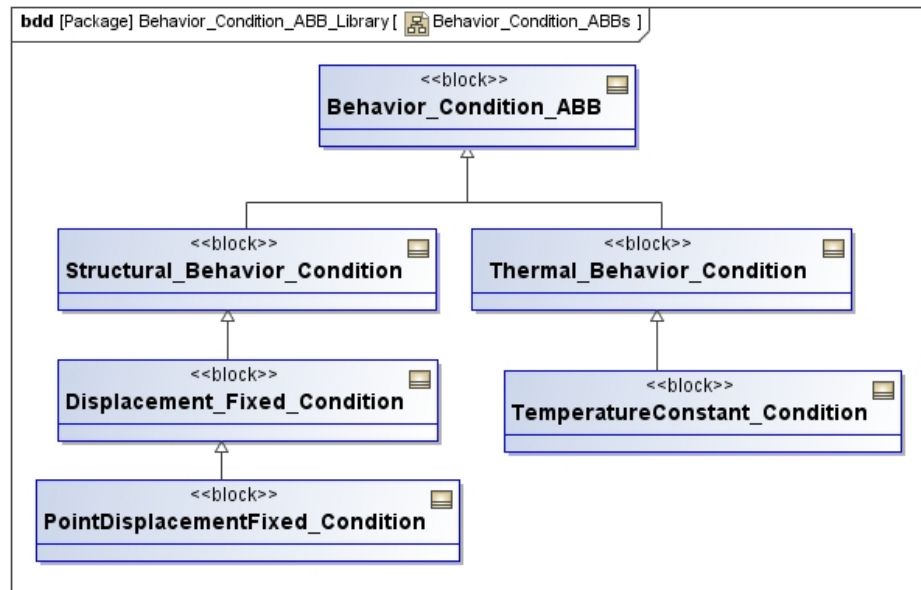 bdd [Package] Behavior_Condition_ABB_Library [ Behavior_Condition_ABBs ]
<<block>>
Behavior_Condition_ABB
<<block>>
Structural_Behavior_Condition
<<block>>
Thermal_Behavior_Condition
<<block>>
Displacement_Fixed_Condition
<<block>>
TemperatureConstant_Condition
<<block>>
PointDisplacementFixed_Condition